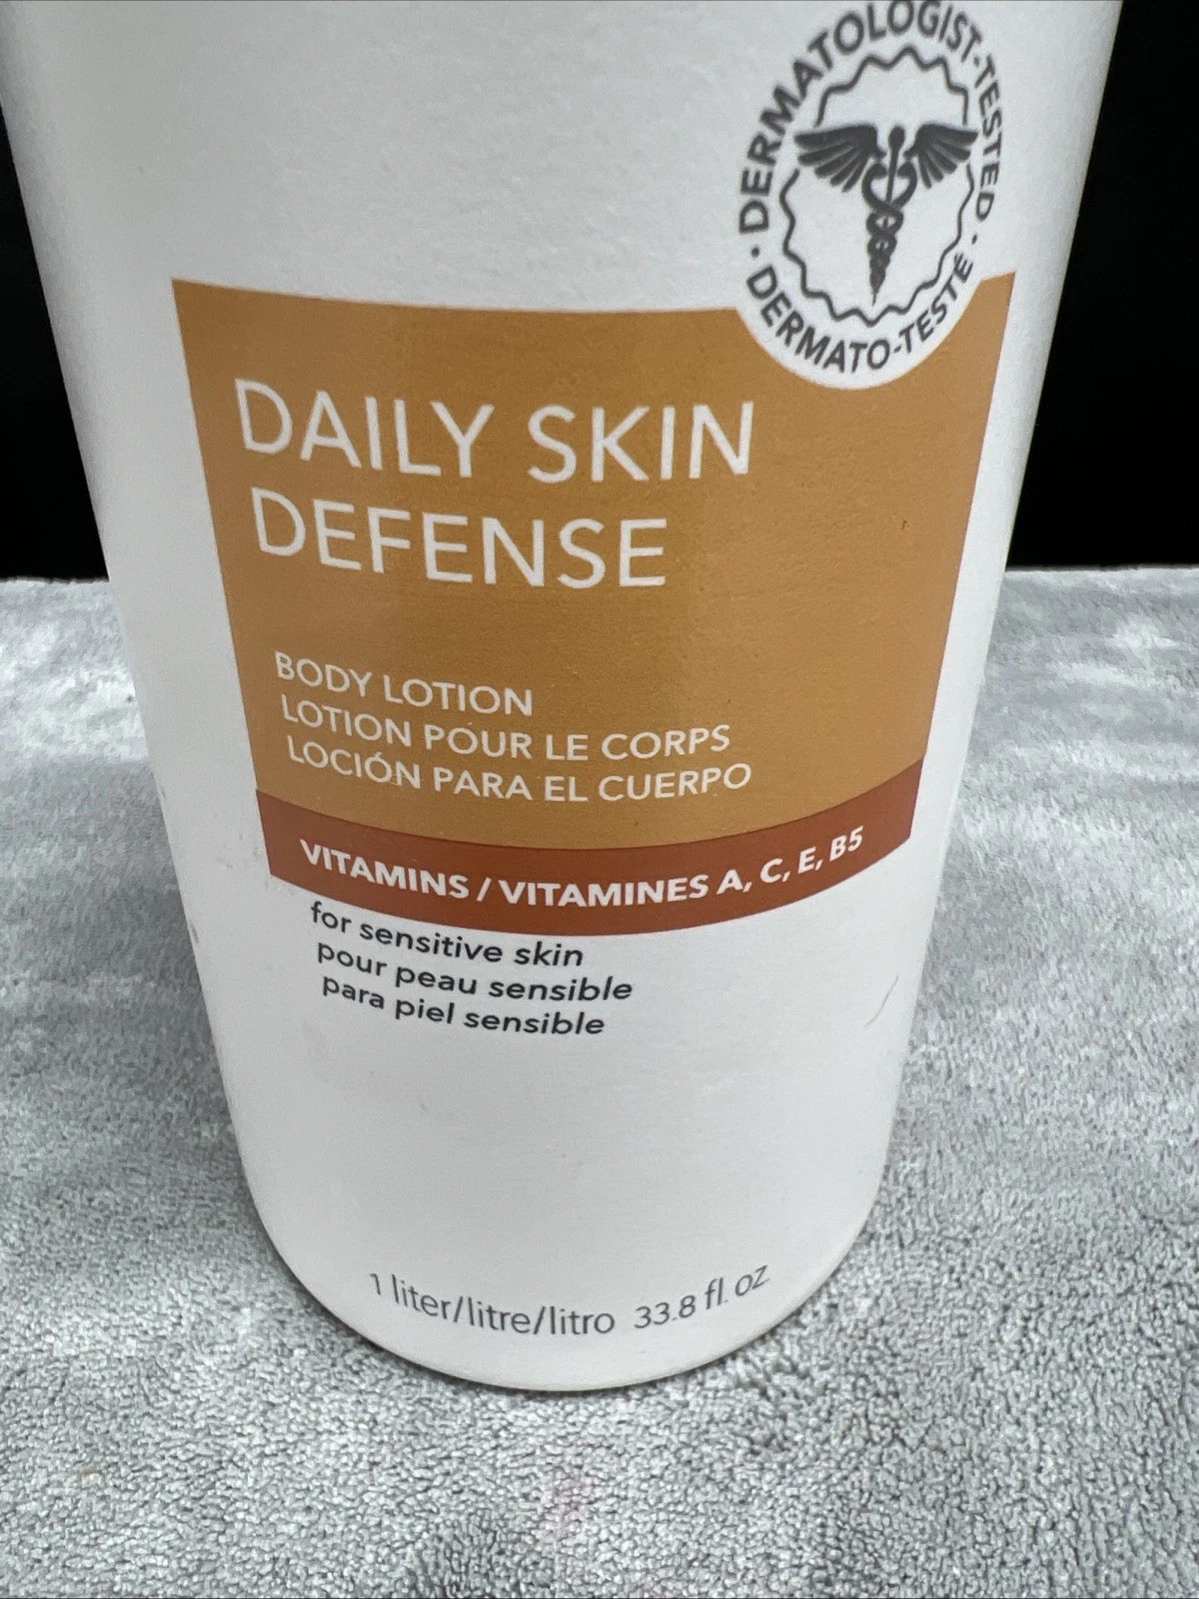 · DERMATOLOGIST-TESTED ·
DERMATO-TESTÉ
DAILY SKIN
DEFENSE
BODY LOTION
LOTION POUR LE CORPS
LOCIÓN PARA EL CUERPO
VITAMINS / VITAMINES A, C, E, B5
for sensitive skin
pour peau sensible
para piel sensible
1 liter/litre/litro 33.8 fl. oz